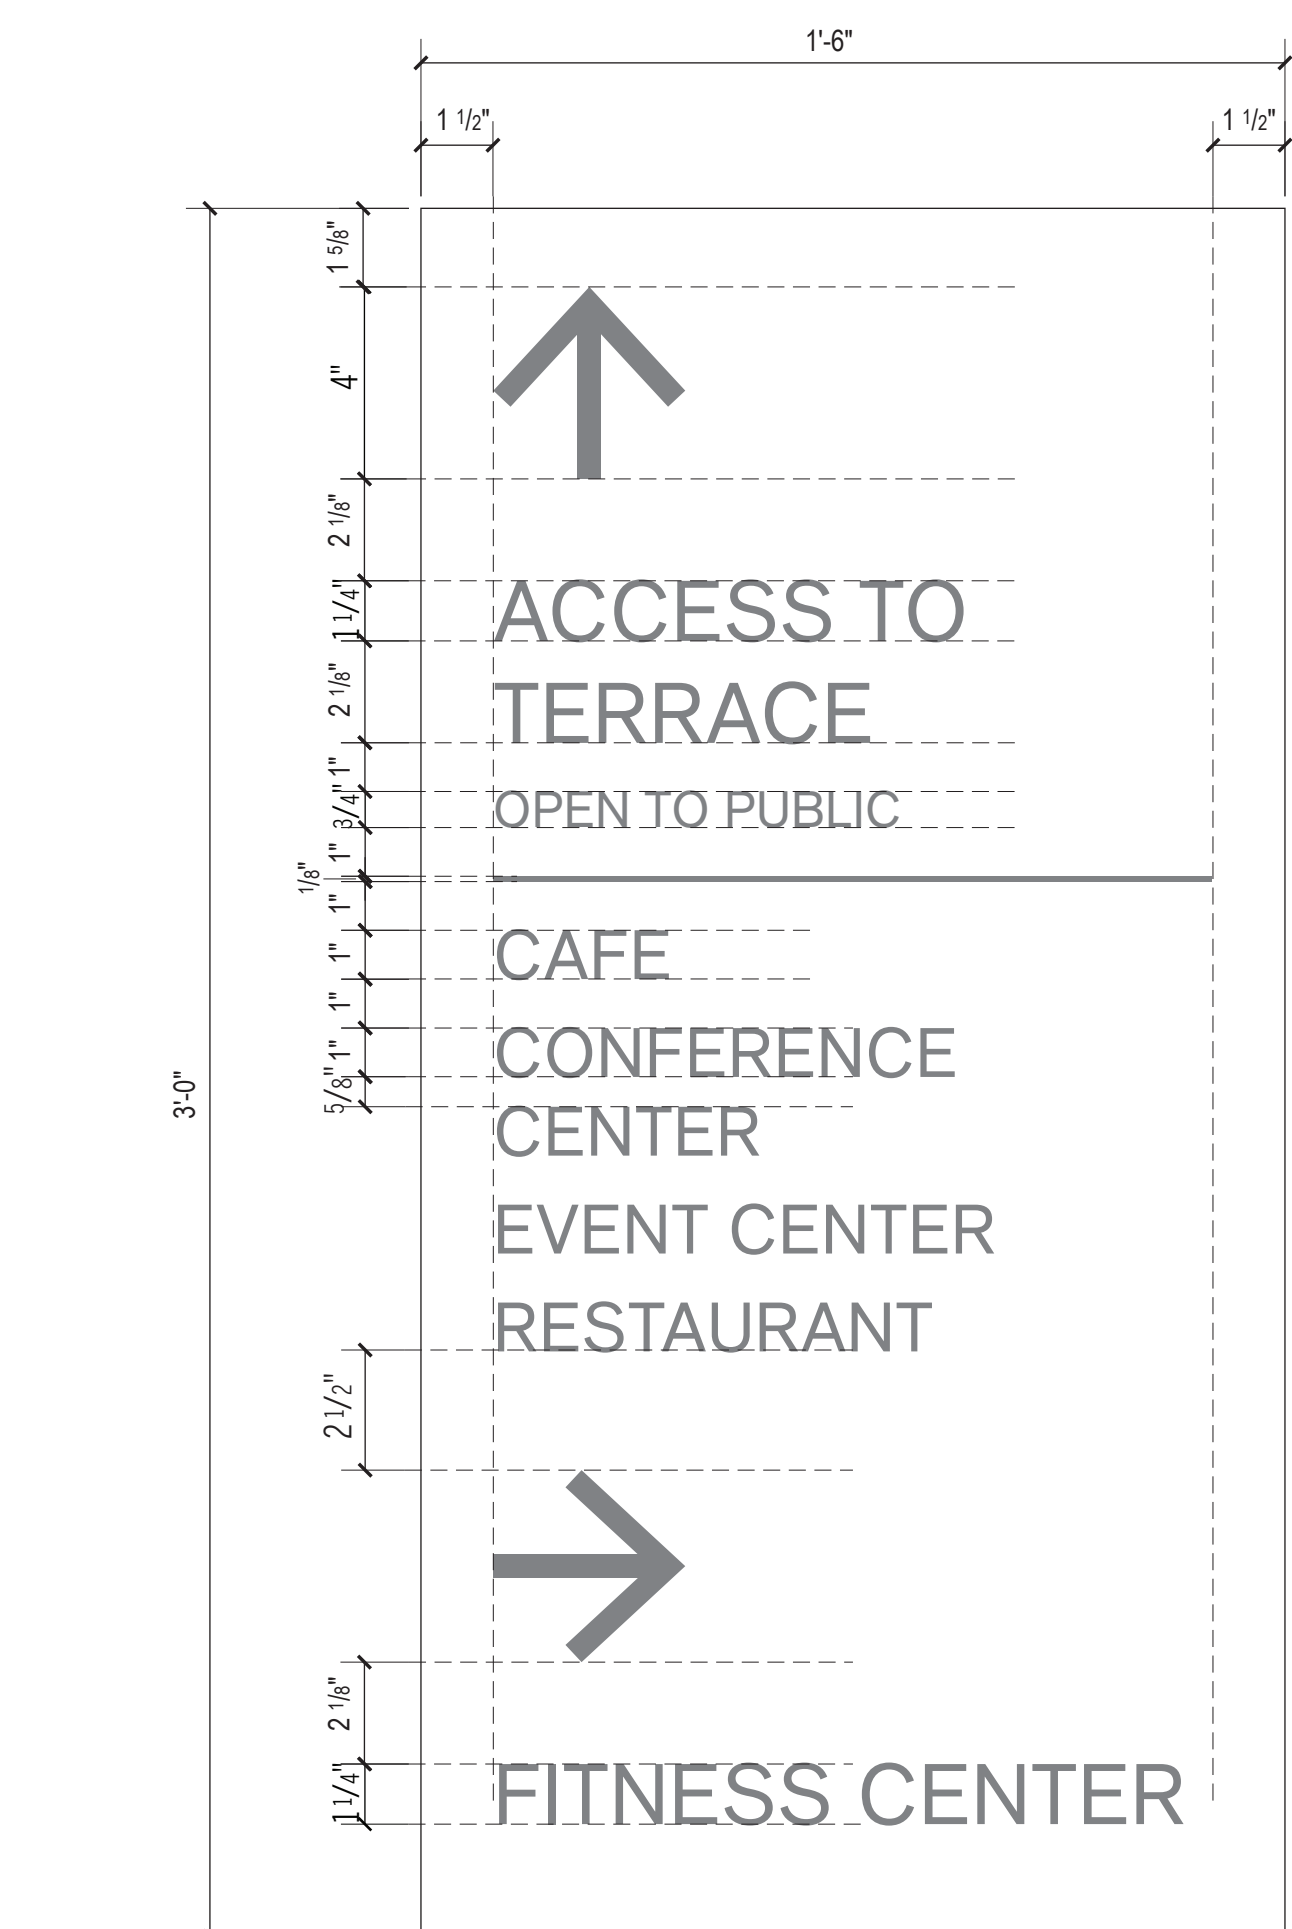 1'-6"
1 1/2"
1 1/2"
1 5/8"
4"
2 1/8"
1 1/4"
ACCESS TO
2 1/8"
TERRACE
1"
3/4"
OPEN TO PUBLIC
1"
1/8"
1"
1"
CAFE
1"
1"
CONFERENCE
5/8"
3'-0"
CENTER
EVENT CENTER
RESTAURANT
2 1/2"
2 1/8"
1 1/4"
FITNESS CENTER